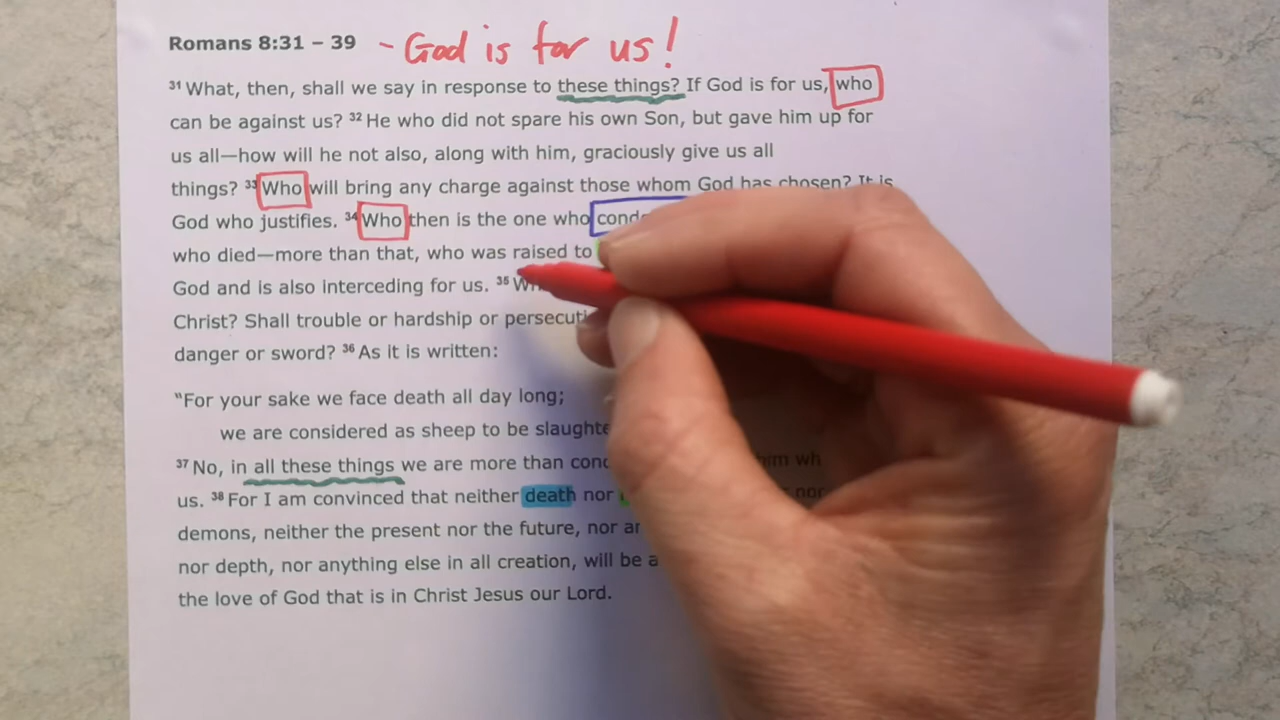 Romans 8:31 – 39 - God is for us!
31 What, then, shall we say in response to these things? If God is for us, who
can be against us? 32 He who did not spare his own Son, but gave him up for
us all—how will he not also, along with him, graciously give us all
things? 33 Who will bring any charge against those whom God has chosen? It is
God who justifies. 34 Who then is the one who
who died—more than that, who was raised to
God and is also interceding for us. 35
Christ? Shall trouble or hardship or
danger or sword? 36 As it is written:
“For your sake we face death all day long;
we are considered as sheep to be
37 No, in all these things we are more than
us. 38 For I am convinced that neither death nor
demons, neither the present nor the future, nor
nor depth, nor anything else in all creation, will be
the love of God that is in Christ Jesus our Lord.